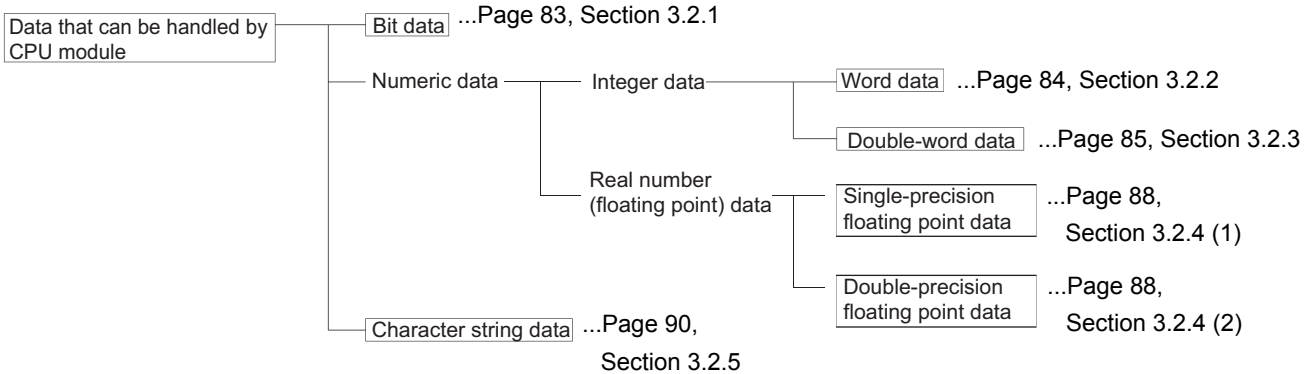 Data that can be handled by
CPU module
Bit data ...Page 83, Section 3.2.1
Numeric data
Integer data
Word data ...Page 84, Section 3.2.2
Double-word data ...Page 85, Section 3.2.3
Real number
(floating point) data
Single-precision
floating point data
...Page 88,
Section 3.2.4 (1)
Double-precision
floating point data
...Page 88,
Section 3.2.4 (2)
Character string data ...Page 90,
Section 3.2.5